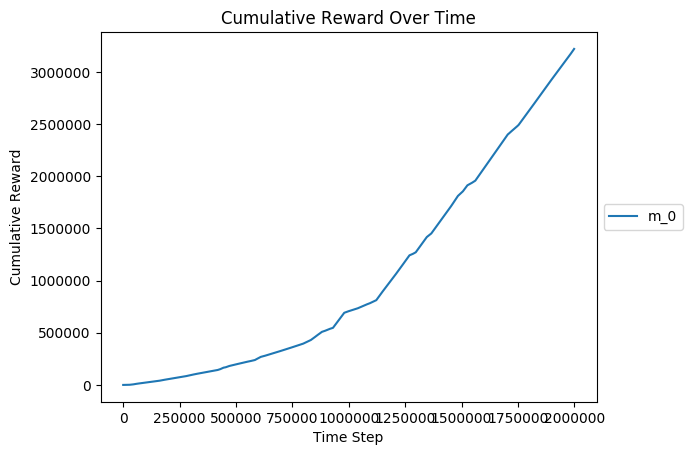 Cumulative Reward Over Time
Cumulative Reward
3000000
2500000
2000000
1500000
1000000
500000
0
0 250000 500000 750000 1000000 1250000 1500000 1750000 2000000
Time Step
m_0